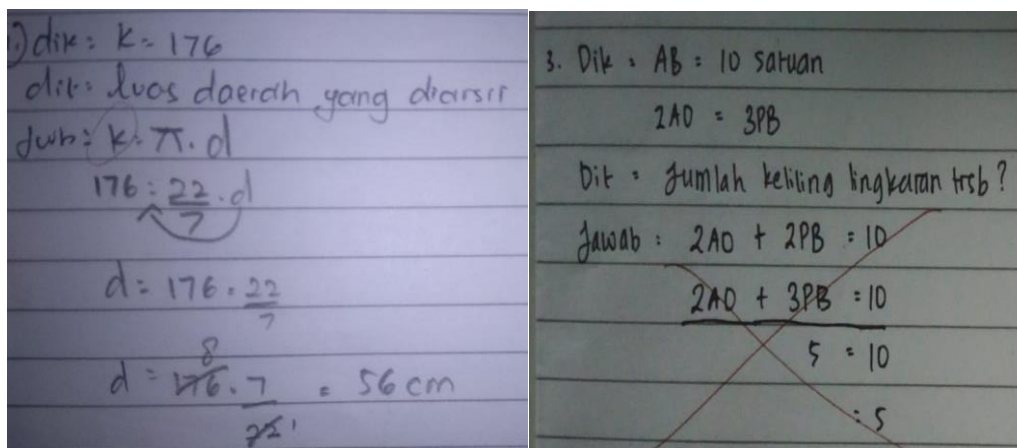 1.) dik: K = 176
dit: luas daerah yang diarsir
Jwb: K = π . d
176 = 22/7 . d
d = 176 : 22/7
d = 176 . 7/22 = 56 cm
8
1
3. Dik : AB = 10 satuan
2AO = 3PB
Dit : Jumlah keliling lingkaran trsb?
Jawab : 2AO + 2PB = 10
2AO + 3PB = 10
5 = 10
= 5